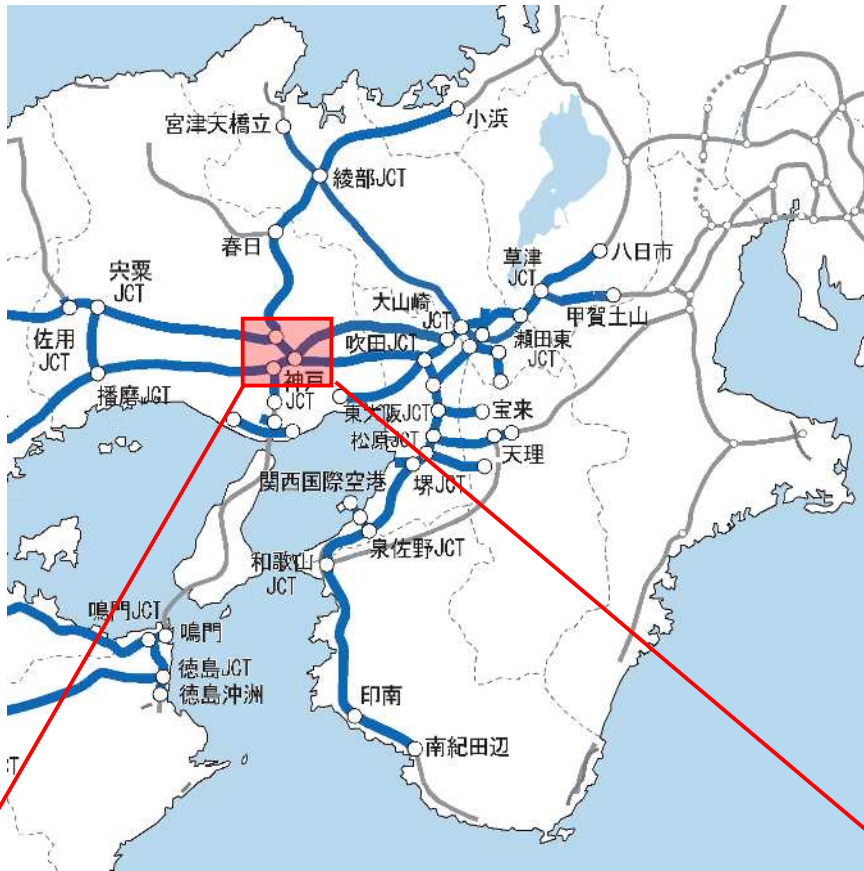 小浜
宮津天橋立
綾部JCT
春日
八日市
草津
JCT
宍粟
JCT
大山崎
JCT
甲賀土山
佐用
JCT
吹田JCT
瀬田東
JCT
播磨JCT
神戸
JCT
東大阪JCT
宝来
松原JCT
天理
関西国際空港
堺JCT
泉佐野JCT
和歌山
JCT
鳴門JCT
鳴門
徳島JCT
徳島沖洲
印南
南紀田辺
CT